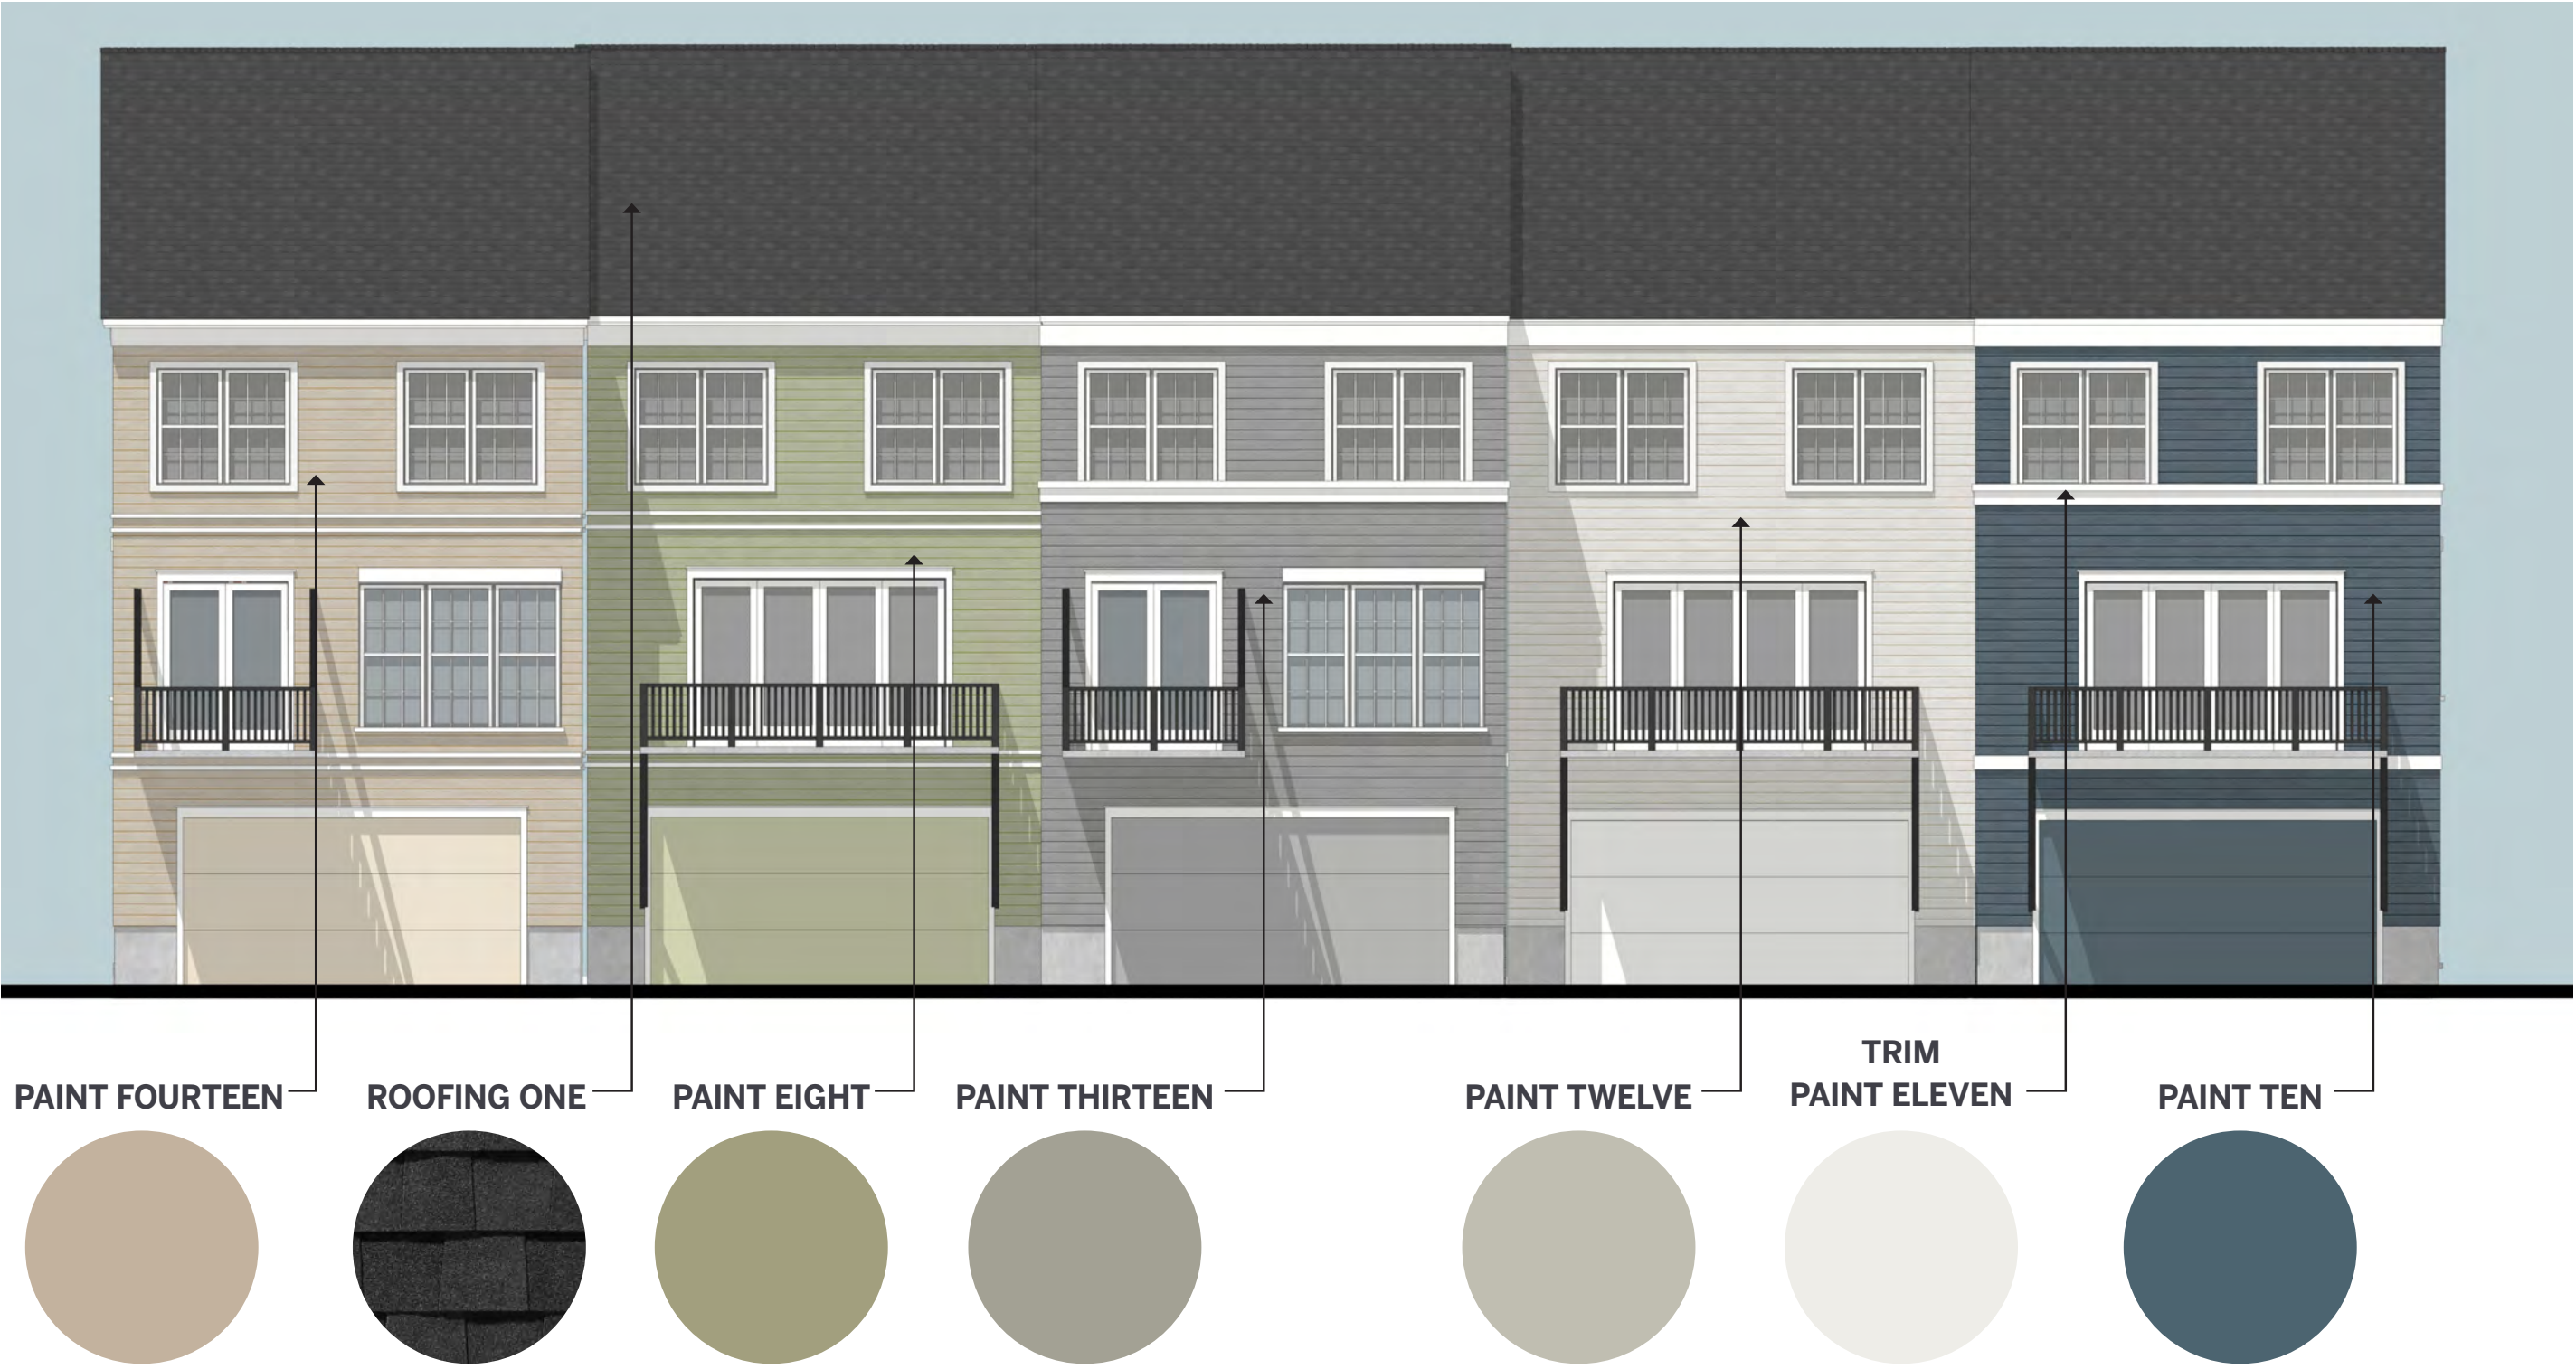 PAINT FOURTEEN
ROOFING ONE
PAINT EIGHT
PAINT THIRTEEN
PAINT TWELVE
TRIM
PAINT ELEVEN
PAINT TEN